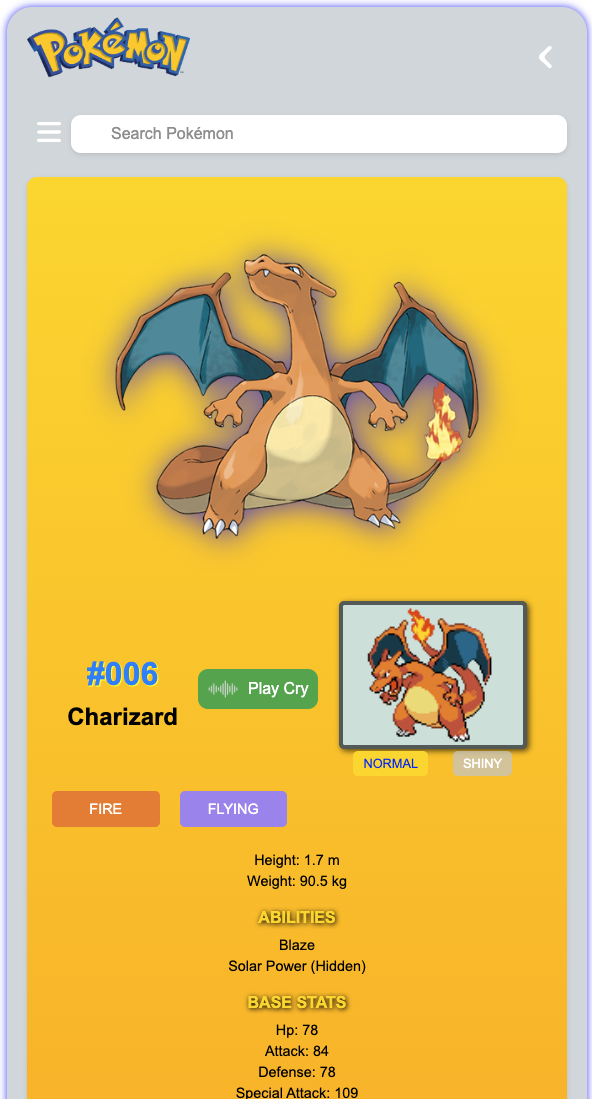 Pokémon
Search Pokémon
#006
Charizard
Play Cry
NORMAL
SHINY
FIRE
FLYING
Height: 1.7 m
Weight: 90.5 kg
ABILITIES
Blaze
Solar Power (Hidden)
BASE STATS
Hp: 78
Attack: 84
Defense: 78
Special Attack: 109